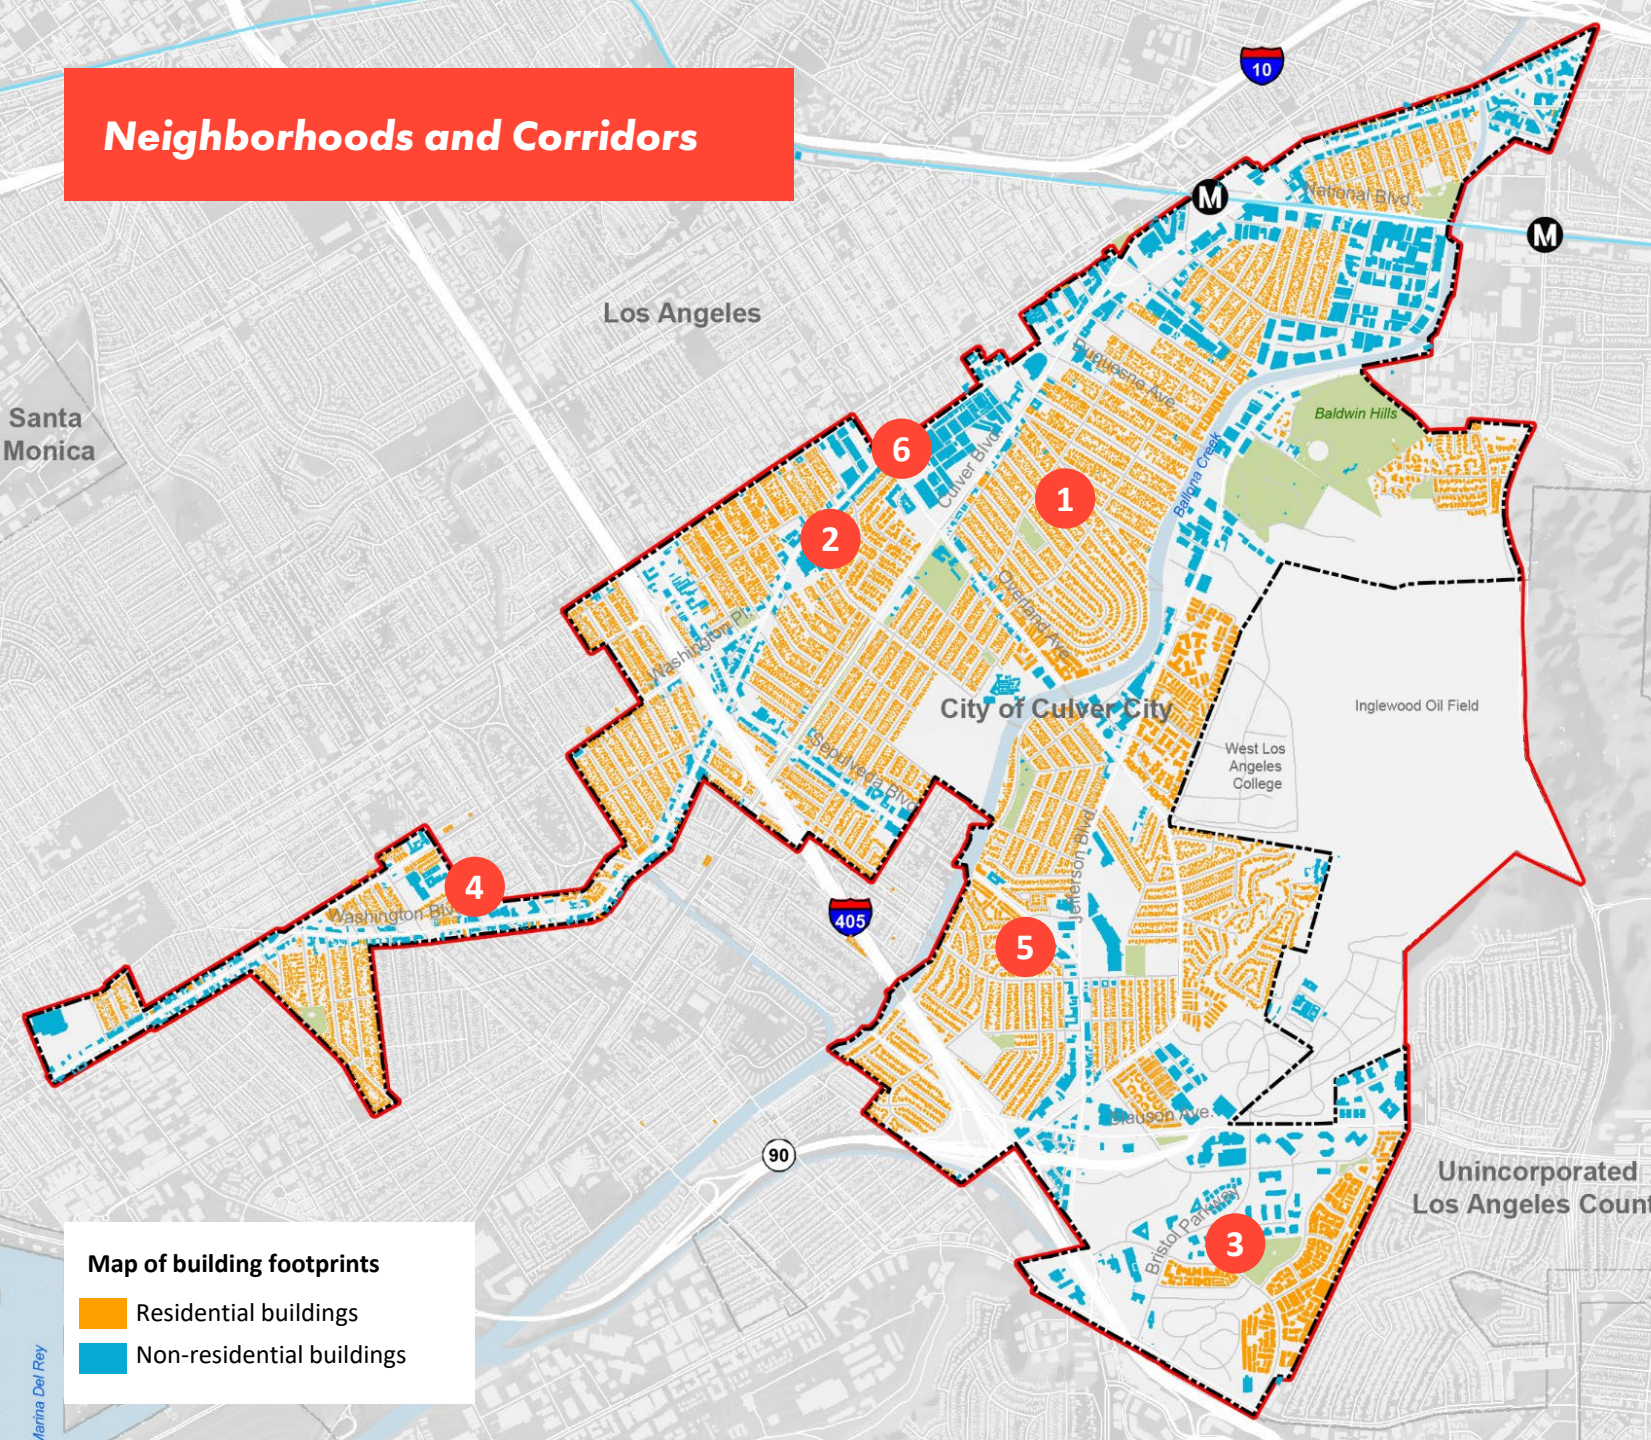 10
Neighborhoods and Corridors
National Blvd.
M
M
Los Angeles
Duquesne Ave.
Santa
Monica
Baldwin Hills
6
Culver Blvd.
Ballona Creek
1
2
Overland Ave.
Washington Pl.
City of Culver City
Inglewood Oil Field
West Los
Angeles
College
Sepulveda Blvd.
Jefferson Blvd.
4
Washington Blv
405
5
Slauson Ave.
90
Unincorporated
Los Angeles Count
Bristol Parkway
3
Map of building footprints
Residential buildings
Non-residential buildings
Marina Del Rey